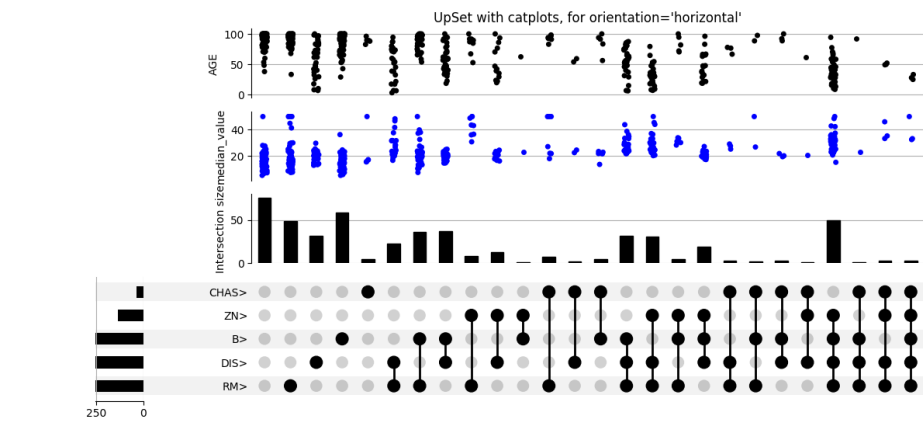 UpSet with catplots, for orientation='horizontal'
100
50
0
AGE
40
20
median_value
50
0
Intersection size
CHAS>
ZN>
B>
DIS>
RM>
250 0